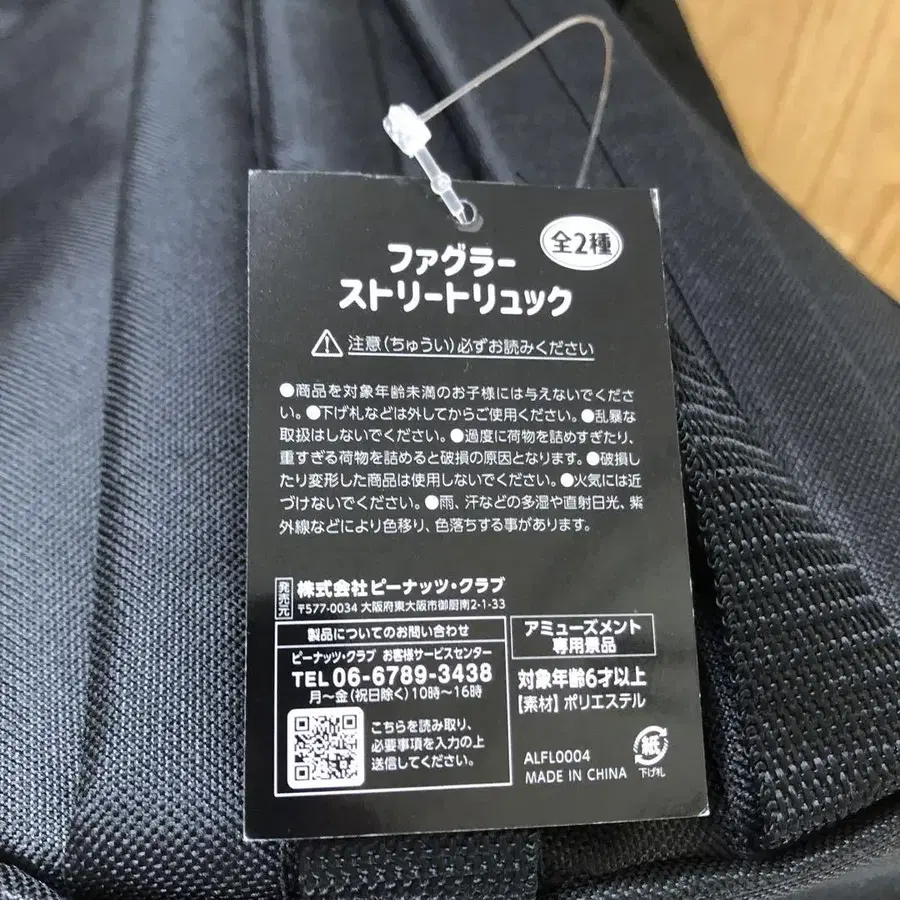 全2種
ファグラー
ストリートリュック
注意(ちゅうい)必ずお読みください
●商品を対象年齢未満のお子様には与えないでくださ
い。●下げ札などは外してからご使用ください。●乱暴な
取扱はしないでください。●過度に荷物を詰めすぎたり、
重すぎる荷物を詰めると破損の原因となります。●破損し
たり変形した商品は使用しないでください。●火気には近
づけないでください。●雨、汗などの多湿や直射日光、紫
外線などにより色移り、色落ちする事があります。
発売元
株式会社ピーナッツ・クラブ
〒577-0034 大阪府東大阪市御厨南2-1-33
製品についてのお問い合わせ
ピーナッツ・クラブ お客様サービスセンター
TEL 06-6789-3438
月〜金(祝日除く)10時〜16時
こちらを読み取り、
必要事項を入力の上
送信してください。
アミューズメント
専用景品
対象年齢6才以上
【素材】ポリエステル
ALFL0004
MADE IN CHINA
紙
下げ札